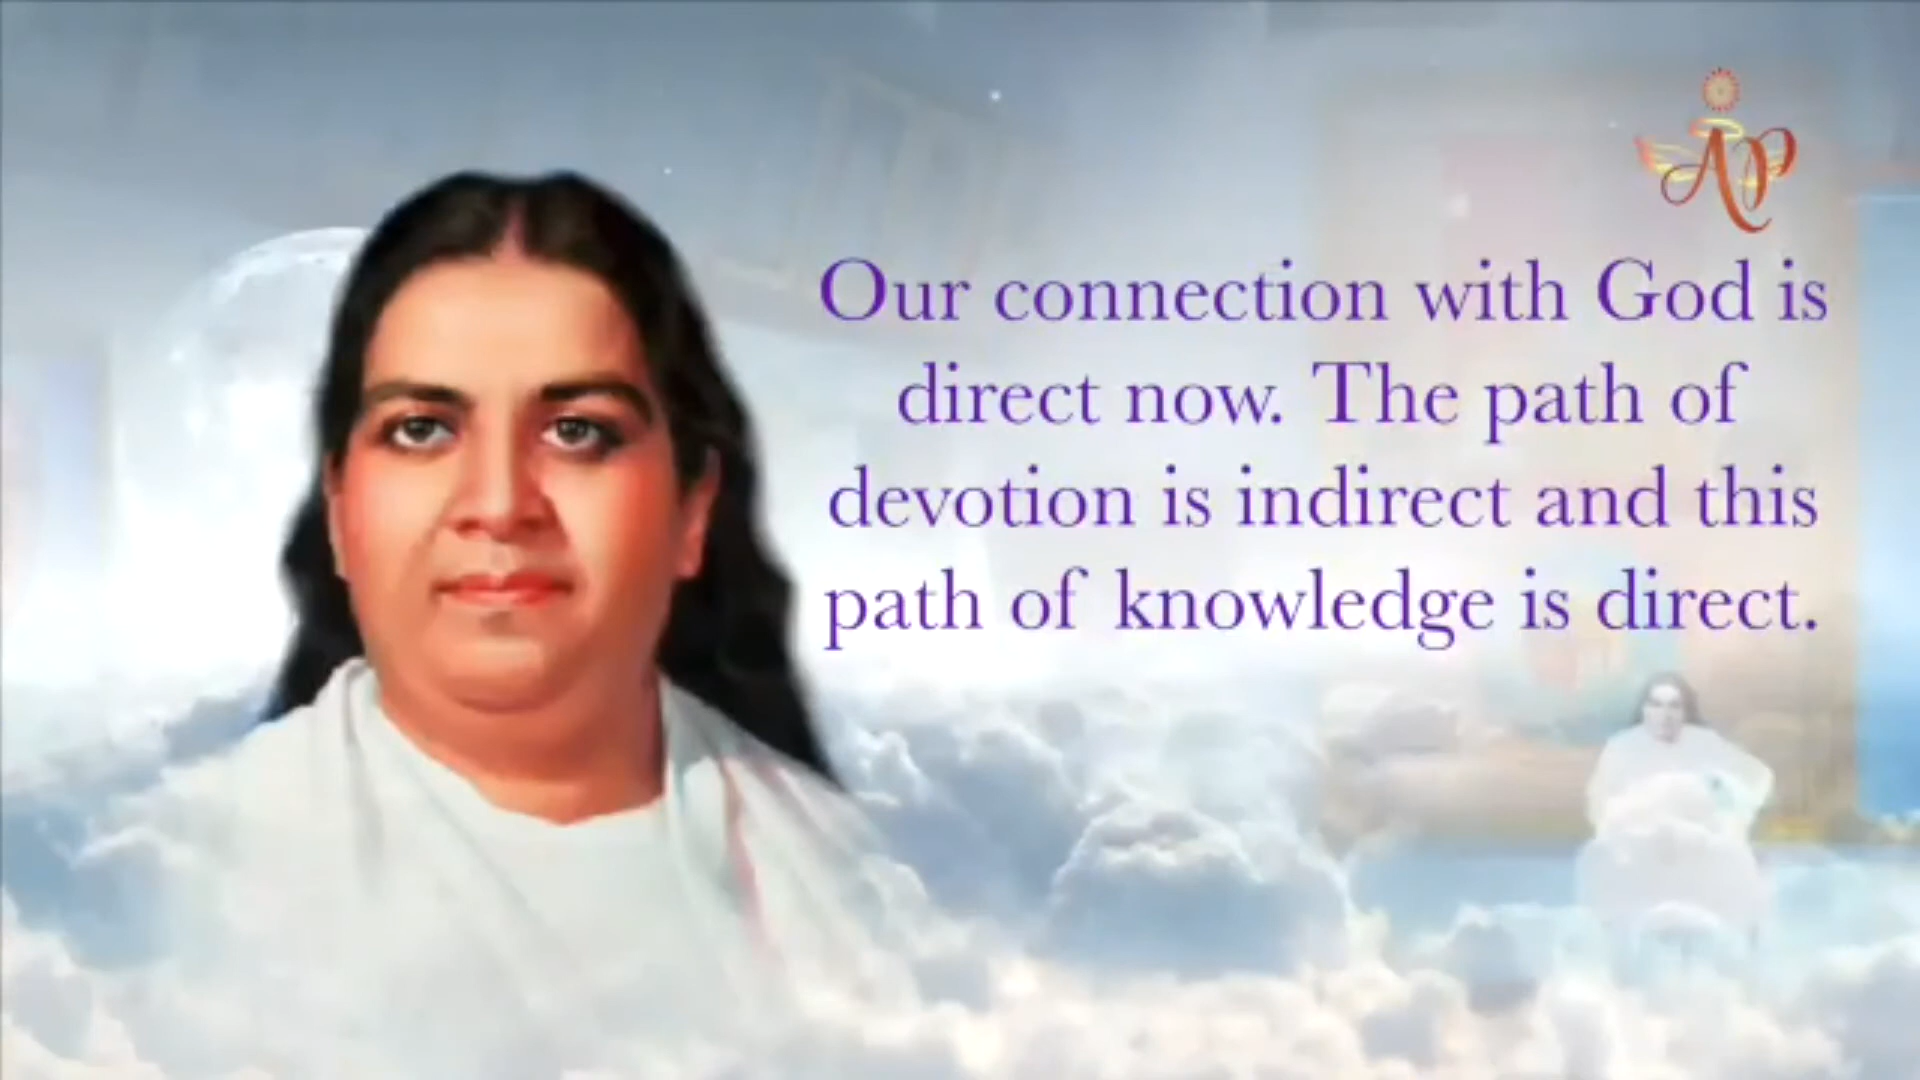 AP
Our connection with God is
direct now. The path of
devotion is indirect and this
path of knowledge is direct.